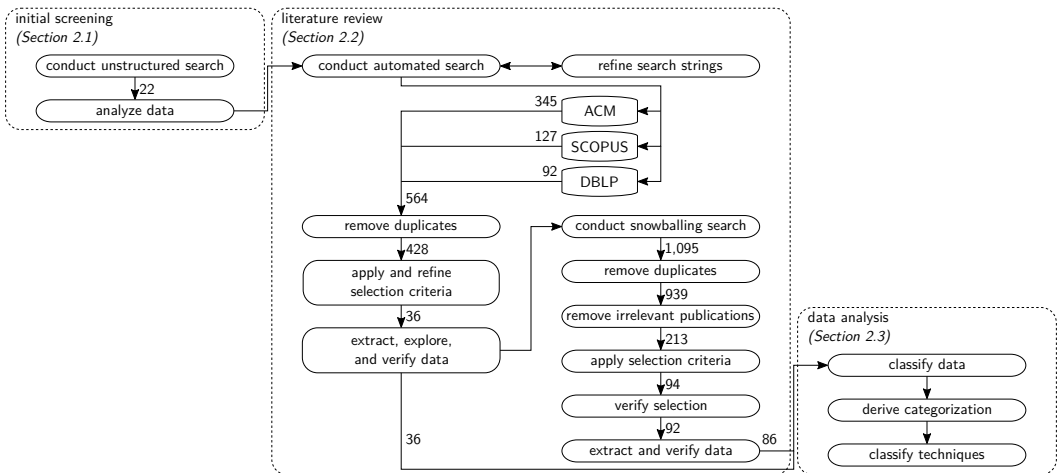 initial screening
(Section 2.1)
conduct unstructured search
22
analyze data
literature review
(Section 2.2)
conduct automated search
refine search strings
345
ACM
127
SCOPUS
92
DBLP
564
remove duplicates
428
apply and refine
selection criteria
36
extract, explore,
and verify data
36
conduct snowballing search
1,095
remove duplicates
939
remove irrelevant publications
213
apply selection criteria
94
verify selection
92
extract and verify data
86
data analysis
(Section 2.3)
classify data
derive categorization
classify techniques